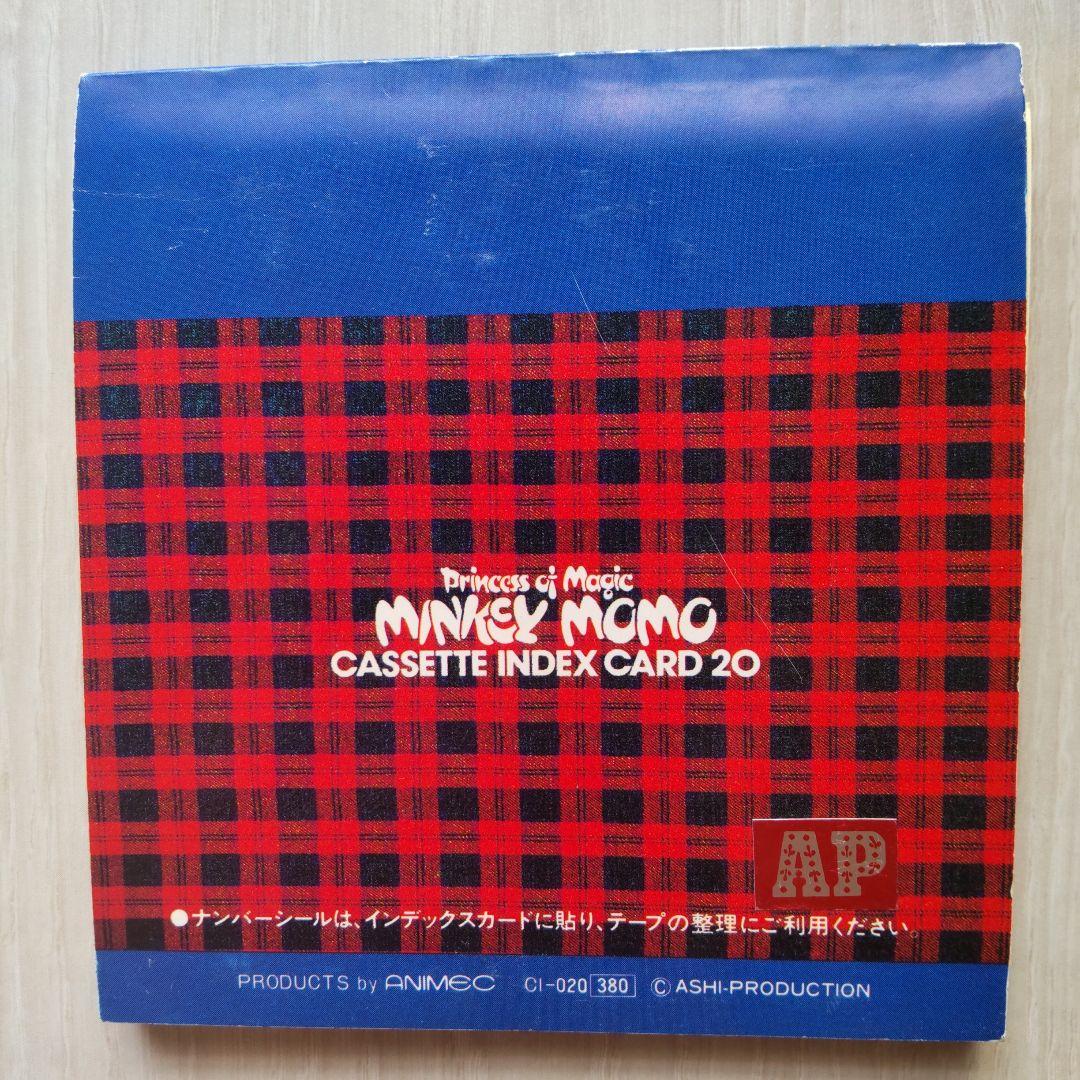 Princess of Magic
MINKEY MOMO
CASSETTE INDEX CARD 20
AP
●ナンバーシールは、インデックスカードに貼り、テープの整理にご利用ください。
PRODUCTS by ANIMEC CI-020 380 ©ASHI-PRODUCTION